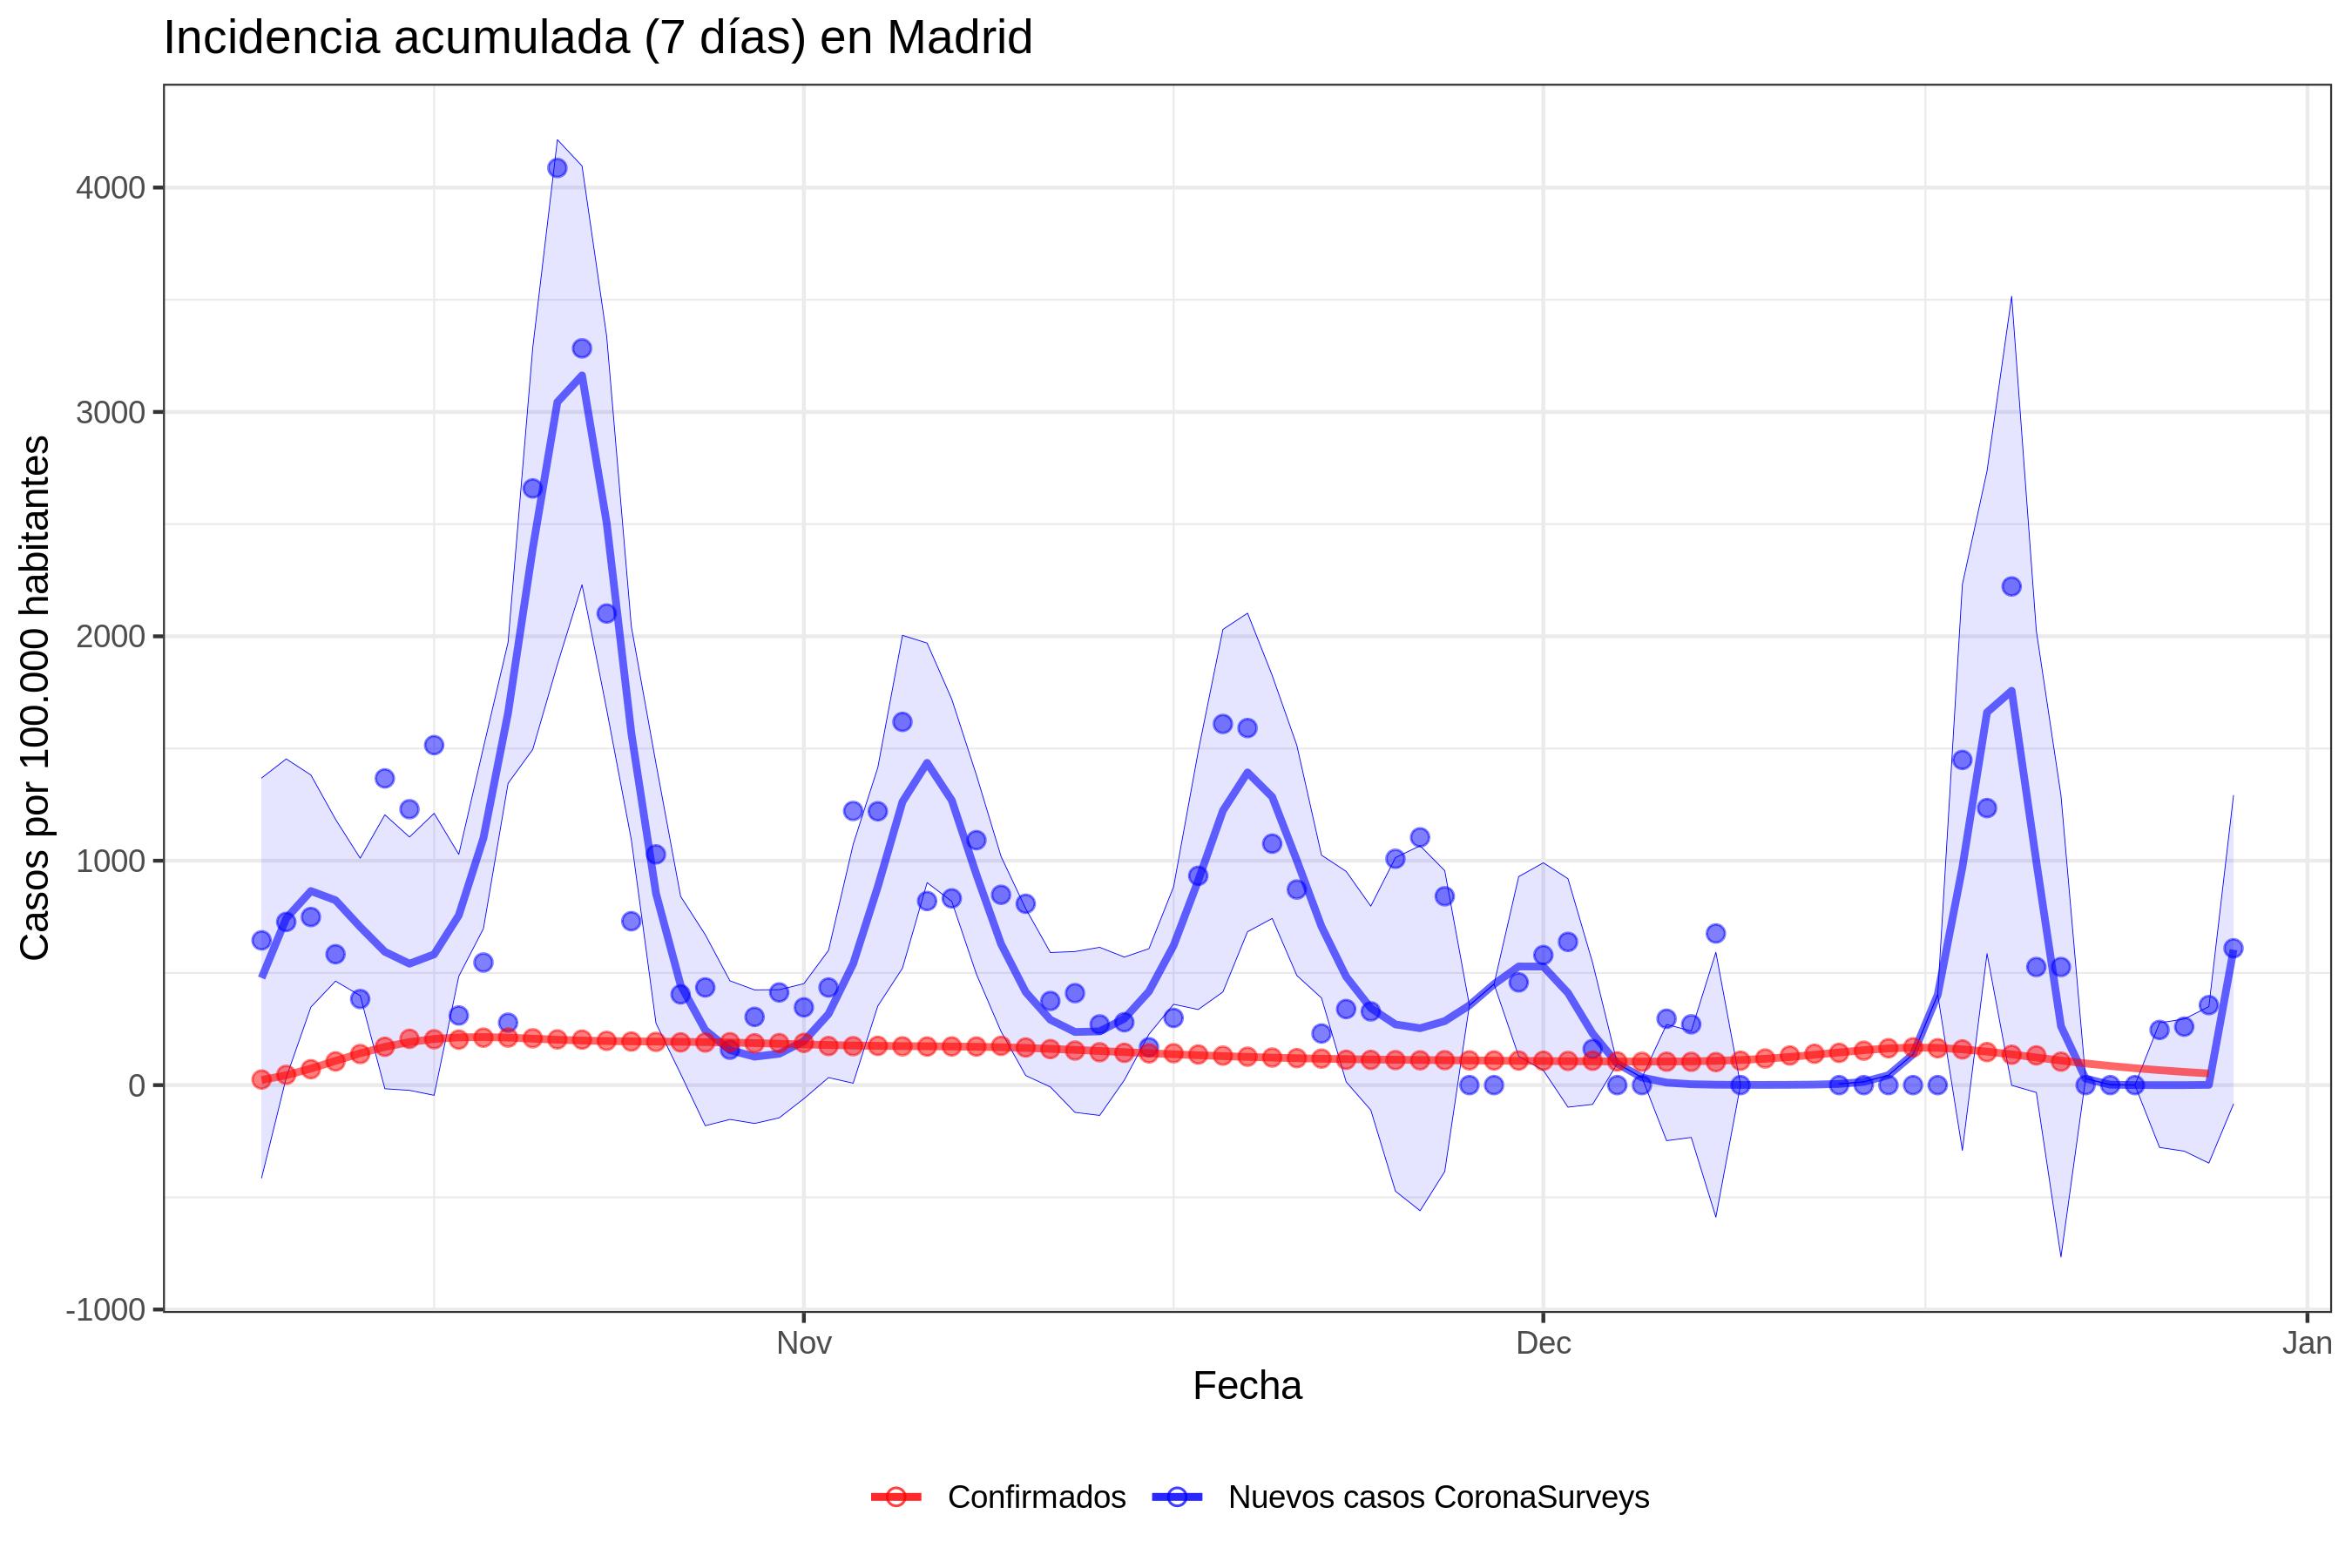 Incidencia acumulada (7 días) en Madrid
Casos por 100.000 habitantes
4000
3000
2000
1000
0
-1000
Nov
Dec
Jan
Fecha
Confirmados
Nuevos casos CoronaSurveys